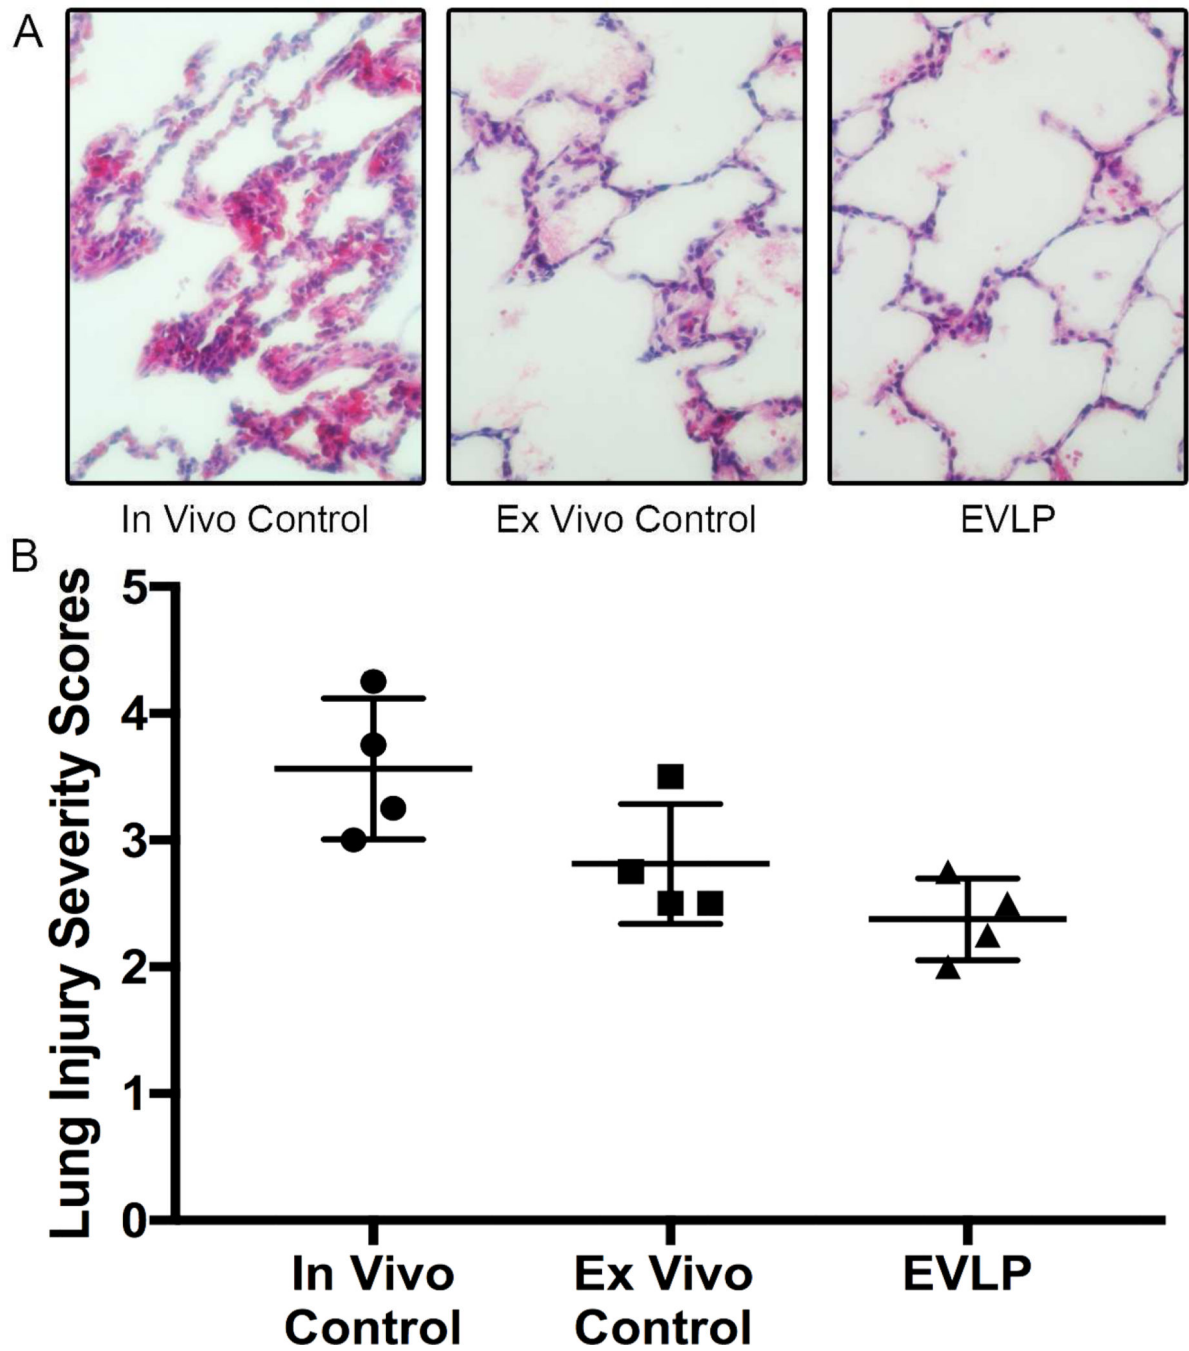 A
In Vivo Control
Ex Vivo Control
EVLP
B
Lung Injury Severity Scores
5
4
3
2
1
0
In Vivo
Control
Ex Vivo
Control
EVLP